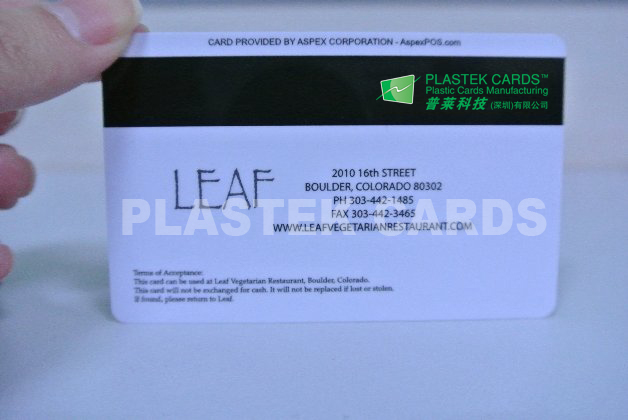 CARD PROVIDED BY ASPEX CORPORATION - AspexPOS.com
PLASTEK CARDS™
Plastic Cards Manufacturing
普莱科技 (深圳)有限公司
LEAF
2010 16th STREET
BOULDER, COLORADO 80302
PH 303-442-1485
FAX 303-442-3465
WWW.LEAFVEGETARIANRESTAURANT.COM
PLASTEK CARDS
Terms of Acceptance:
This card can be used at Leaf Vegetarian Restaurant, Boulder, Colorado.
This card will not be exchanged for cash. It will not be replaced if lost or stolen.
If found, please return to Leaf.